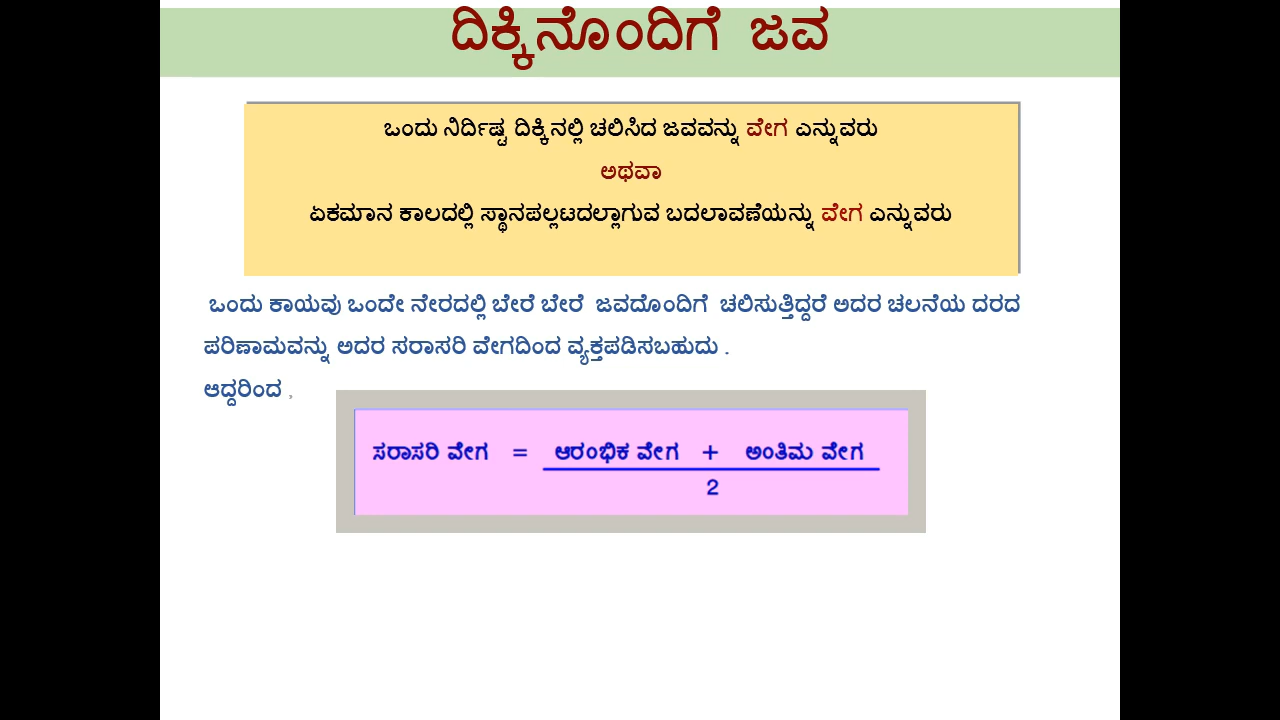 ದಿಕ್ಕಿನೊಂದಿಗೆ ಜವ
ಒಂದು ನಿರ್ದಿಷ್ಟ ದಿಕ್ಕಿನಲ್ಲಿ ಚಲಿಸಿದ ಜವವನ್ನು ವೇಗ ಎನ್ನುವರು
ಅಥವಾ
ಏಕಮಾನ ಕಾಲದಲ್ಲಿ ಸ್ಥಾನಪಲ್ಲಟದಲ್ಲಾಗುವ ಬದಲಾವಣೆಯನ್ನು ವೇಗ ಎನ್ನುವರು
ಒಂದು ಕಾಯವು ಒಂದೇ ನೇರದಲ್ಲಿ ಬೇರೆ ಬೇರೆ ಜವದೊಂದಿಗೆ ಚಲಿಸುತ್ತಿದ್ದರೆ ಅದರ ಚಲನೆಯ ದರದ
ಪರಿಣಾಮವನ್ನು ಅದರ ಸರಾಸರಿ ವೇಗದಿಂದ ವ್ಯಕ್ತಪಡಿಸಬಹುದು .
ಆದ್ದರಿಂದ ,
ಸರಾಸರಿ ವೇಗ = ಆರಂಭಿಕ ವೇಗ + ಅಂತಿಮ ವೇಗ
2